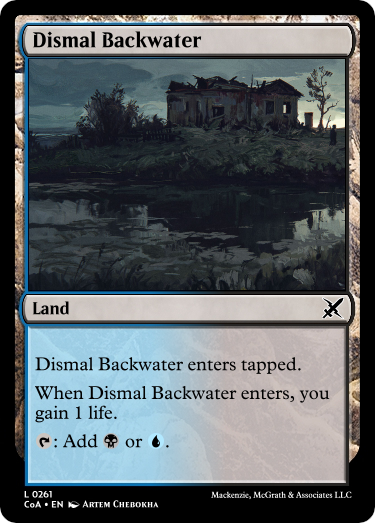 Dismal Backwater
Land
Dismal Backwater enters tapped.
When Dismal Backwater enters, you
gain 1 life.
: Add or .
L 0261
CoA • EN Artem Chebokha
Mackenzie, McGrath & Associates LLC